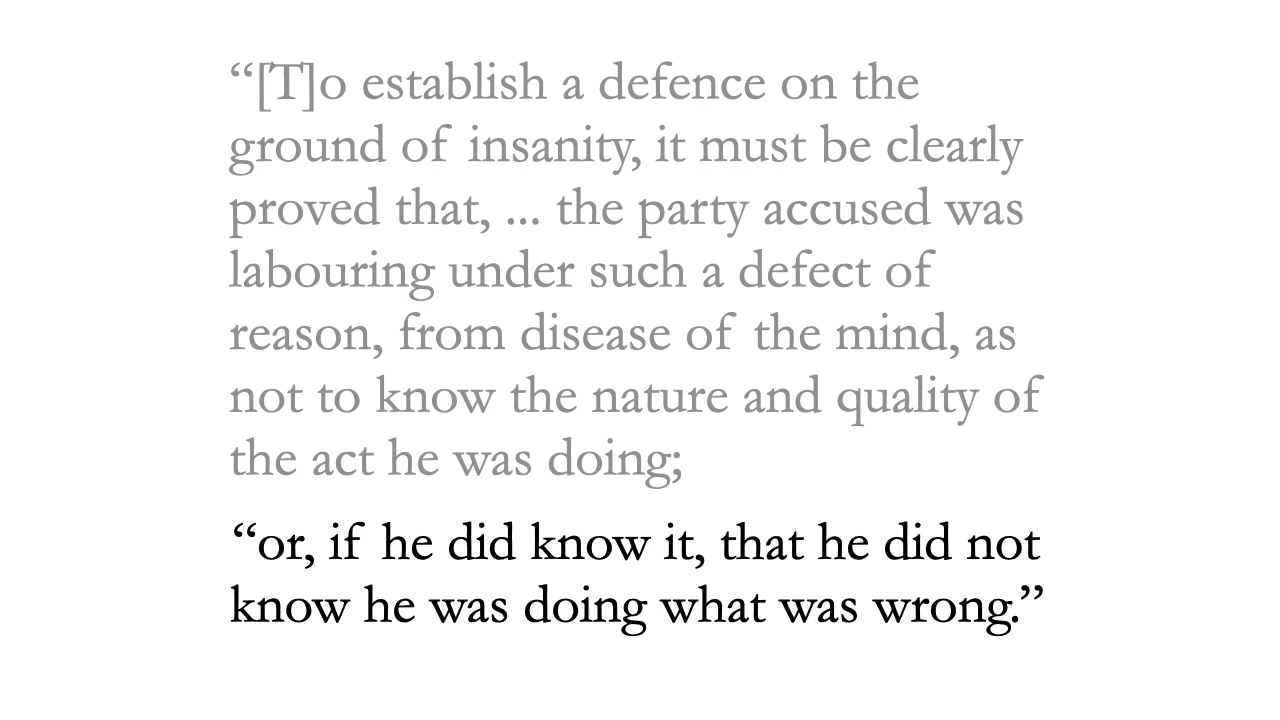 “[T]o establish a defence on the
ground of insanity, it must be clearly
proved that, ... the party accused was
labouring under such a defect of
reason, from disease of the mind, as
not to know the nature and quality of
the act he was doing;
“or, if he did know it, that he did not
know he was doing what was wrong.”